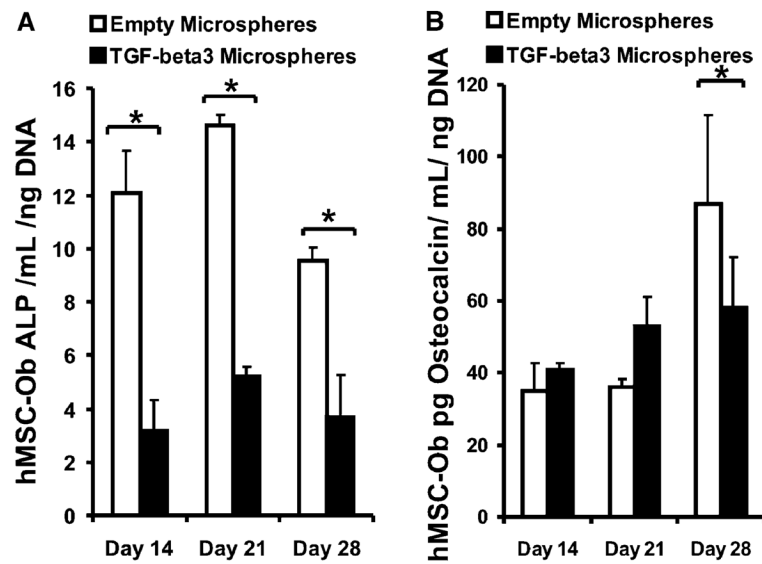 A
Empty Microspheres
TGF-beta3 Microspheres
hMSC-Ob ALP /mL /ng DNA
16
14
12
10
8
6
4
2
0
*
*
*
Day 14
Day 21
Day 28
B
Empty Microspheres
TGF-beta3 Microspheres
hMSC-Ob pg Osteocalcin/ mL/ ng DNA
120
100
80
60
40
20
0
*
Day 14
Day 21
Day 28